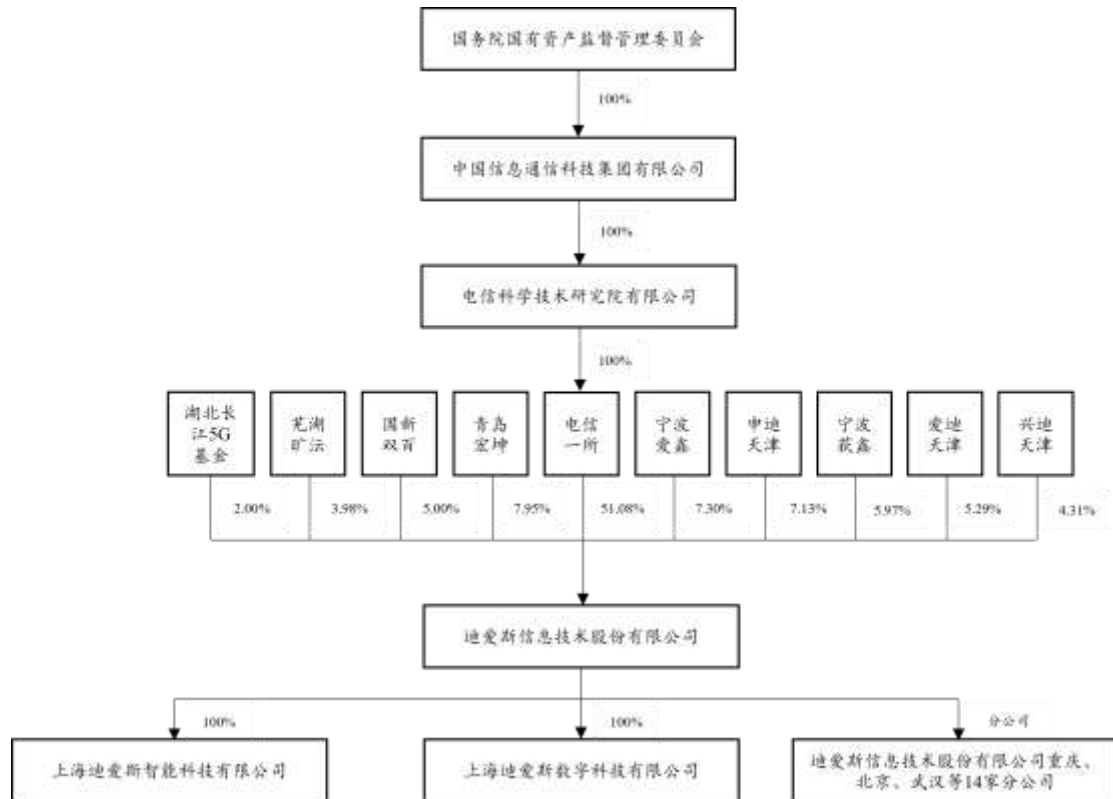 国务院国有资产监督管理委员会
100%
中国信息通信科技集团有限公司
100%
电信科学技术研究院有限公司
100%
湖北长
江5G
基金
芜湖
旷沄
国新
双百
青岛
宏坤
电信
一所
宁波
爱鑫
申迪
天津
宁波
荻鑫
爱迪
天津
兴迪
天津
2.00%
3.98%
5.00%
7.95%
51.08%
7.30%
7.13%
5.97%
5.29%
4.31%
迪爱斯信息技术股份有限公司
100%
100%
分公司
上海迪爱斯智能科技有限公司
上海迪爱斯数字科技有限公司
迪爱斯信息技术股份有限公司重庆、
北京、武汉等14家分公司